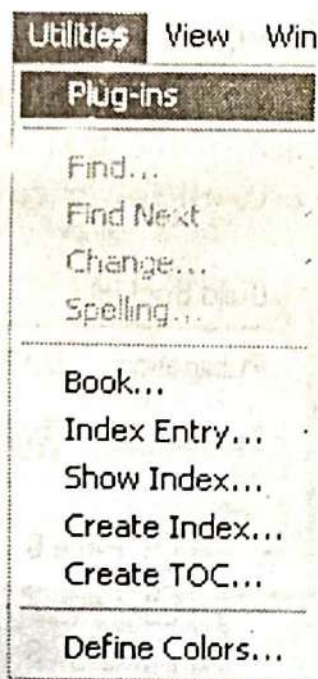 Utilities View Win
Plug-ins
Find...
Find Next
Change...
Spelling...
Book...
Index Entry...
Show Index...
Create Index...
Create TOC...
Define Colors...